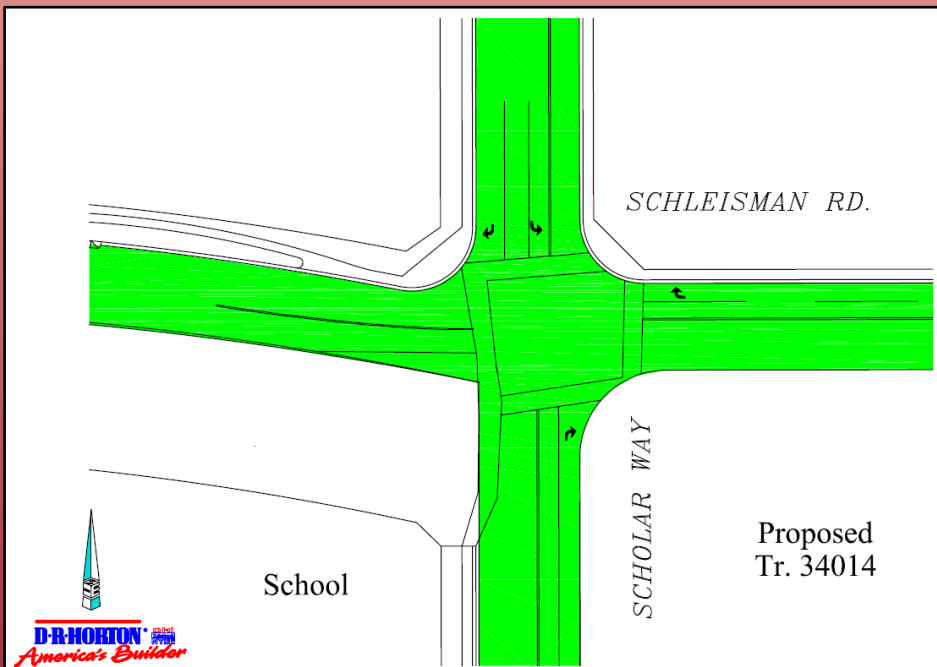 SCHLEISMAN RD.
SCHOLAR WAY
Proposed
Tr. 34014
School
D·R·HORTON
America's Builder